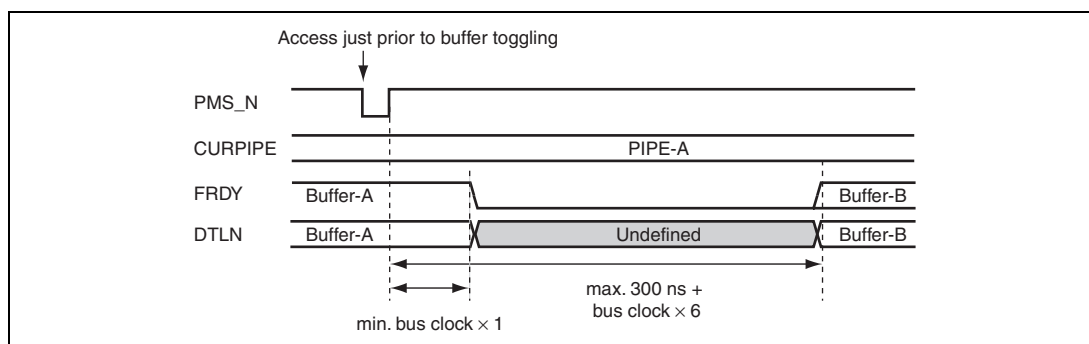 Access just prior to buffer toggling
PMS_N
CURPIPE
PIPE-A
FRDY
Buffer-A
Buffer-B
DTLN
Buffer-A
Undefined
Buffer-B
max. 300 ns +
bus clock × 6
min. bus clock × 1